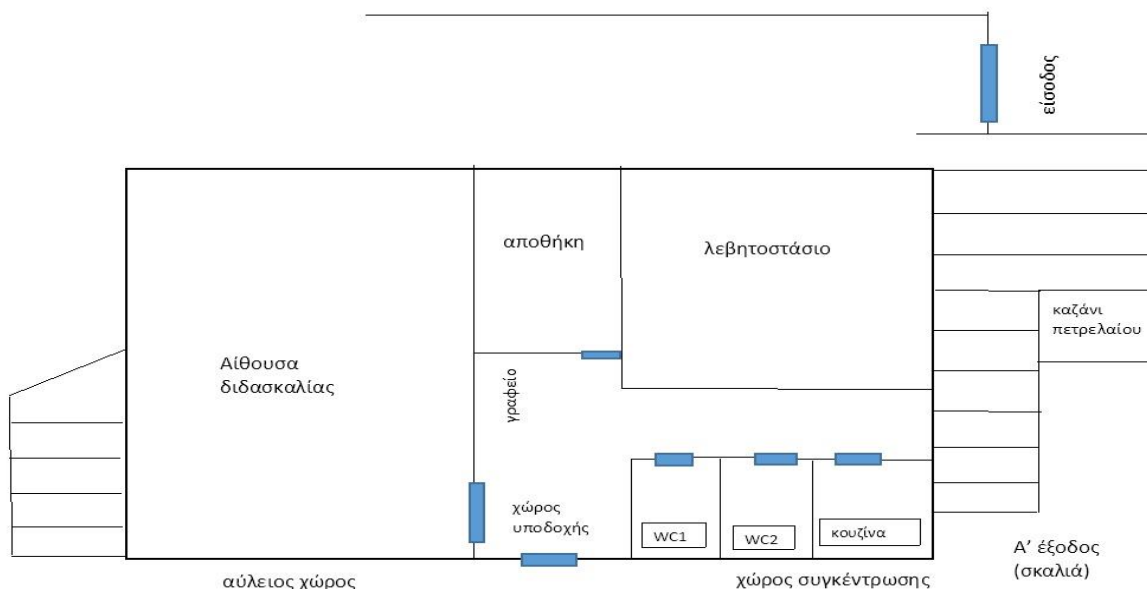 είσοδος
αποθήκη
λεβητοστάσιο
καζάνι
πετρελαίου
Αίθουσα
διδασκαλίας
γραφείο
χώρος
υποδοχής
WC1
WC2
κουζίνα
Α’ έξοδος
(σκαλιά)
αύλειος χώρος
χώρος συγκέντρωσης